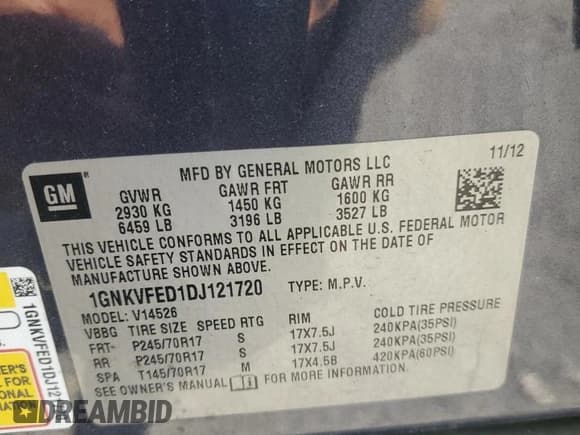 MFD BY GENERAL MOTORS LLC
11/12
GM
GVWR GAWR FRT GAWR RR
2930 KG 1450 KG 1600 KG
6459 LB 3196 LB 3527 LB
THIS VEHICLE CONFORMS TO ALL APPLICABLE U.S. FEDERAL MOTOR
VEHICLE SAFETY STANDARDS IN EFFECT ON THE DATE OF
MANUFACTURE SHOWN ABOVE.
1GNKVFED1DJ121720 TYPE: M.P.V.
MODEL: V14526
VBBG TIRE SIZE SPEED RTG RIM COLD TIRE PRESSURE
FRT- P245/70R17 S 17X7.5J 240KPA(35PSI)
RR P245/70R17 S 17X7.5J 240KPA(35PSI)
SPA T145/70R17 M 17X4.5B 420KPA(60PSI)
SEE OWNER'S MANUAL FOR MORE INFORMATION
1GNKVFED1DJ12
DREAMBID